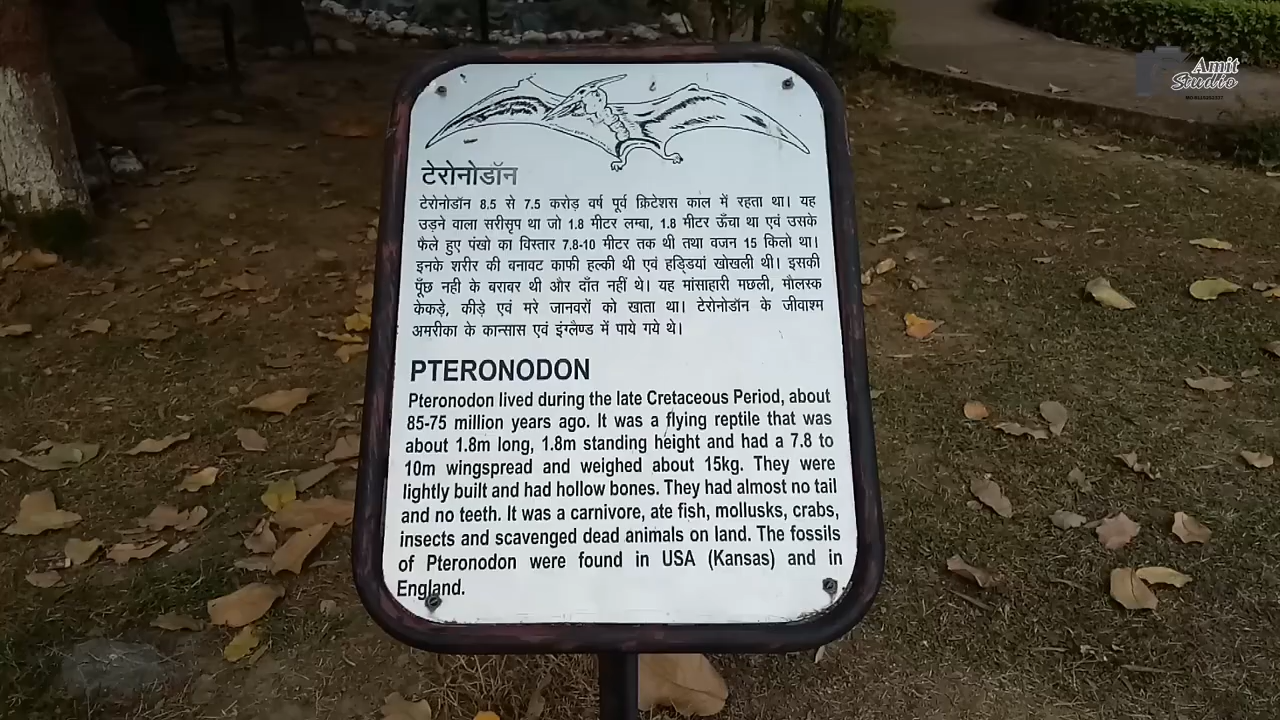 Amit
Studio
टेरोनोडॉन
टेरोनोडॉन 8.5 से 7.5 करोड़ वर्ष पूर्व क्रिटेशस काल में रहता था। यह
उड़ने वाला सरीसृप था जो 1.8 मीटर लम्बा, 1.8 मीटर ऊँचा था एवं उसके
फैले हुए पंखो का विस्तार 7.8-10 मीटर तक थी तथा वजन 15 किलो था।
इनके शरीर की बनावट काफी हल्की थी एवं हड्डियां खोखली थी। इसकी
पूँछ नही के बराबर थी और दाँत नहीं थे। यह मांसाहारी मछली, मौलस्क
केकड़े, कीड़े एवं मरे जानवरों को खाता था। टेरोनोडॉन के जीवाश्म
अमरीका के कान्सास एवं इंग्लैण्ड में पाये गये थे।
PTERONODON
Pteronodon lived during the late Cretaceous Period, about
85-75 million years ago. It was a flying reptile that was
about 1.8m long, 1.8m standing height and had a 7.8 to
10m wingspread and weighed about 15kg. They were
lightly built and had hollow bones. They had almost no tail
and no teeth. It was a carnivore, ate fish, mollusks, crabs,
insects and scavenged dead animals on land. The fossils
of Pteronodon were found in USA (Kansas) and in
England.